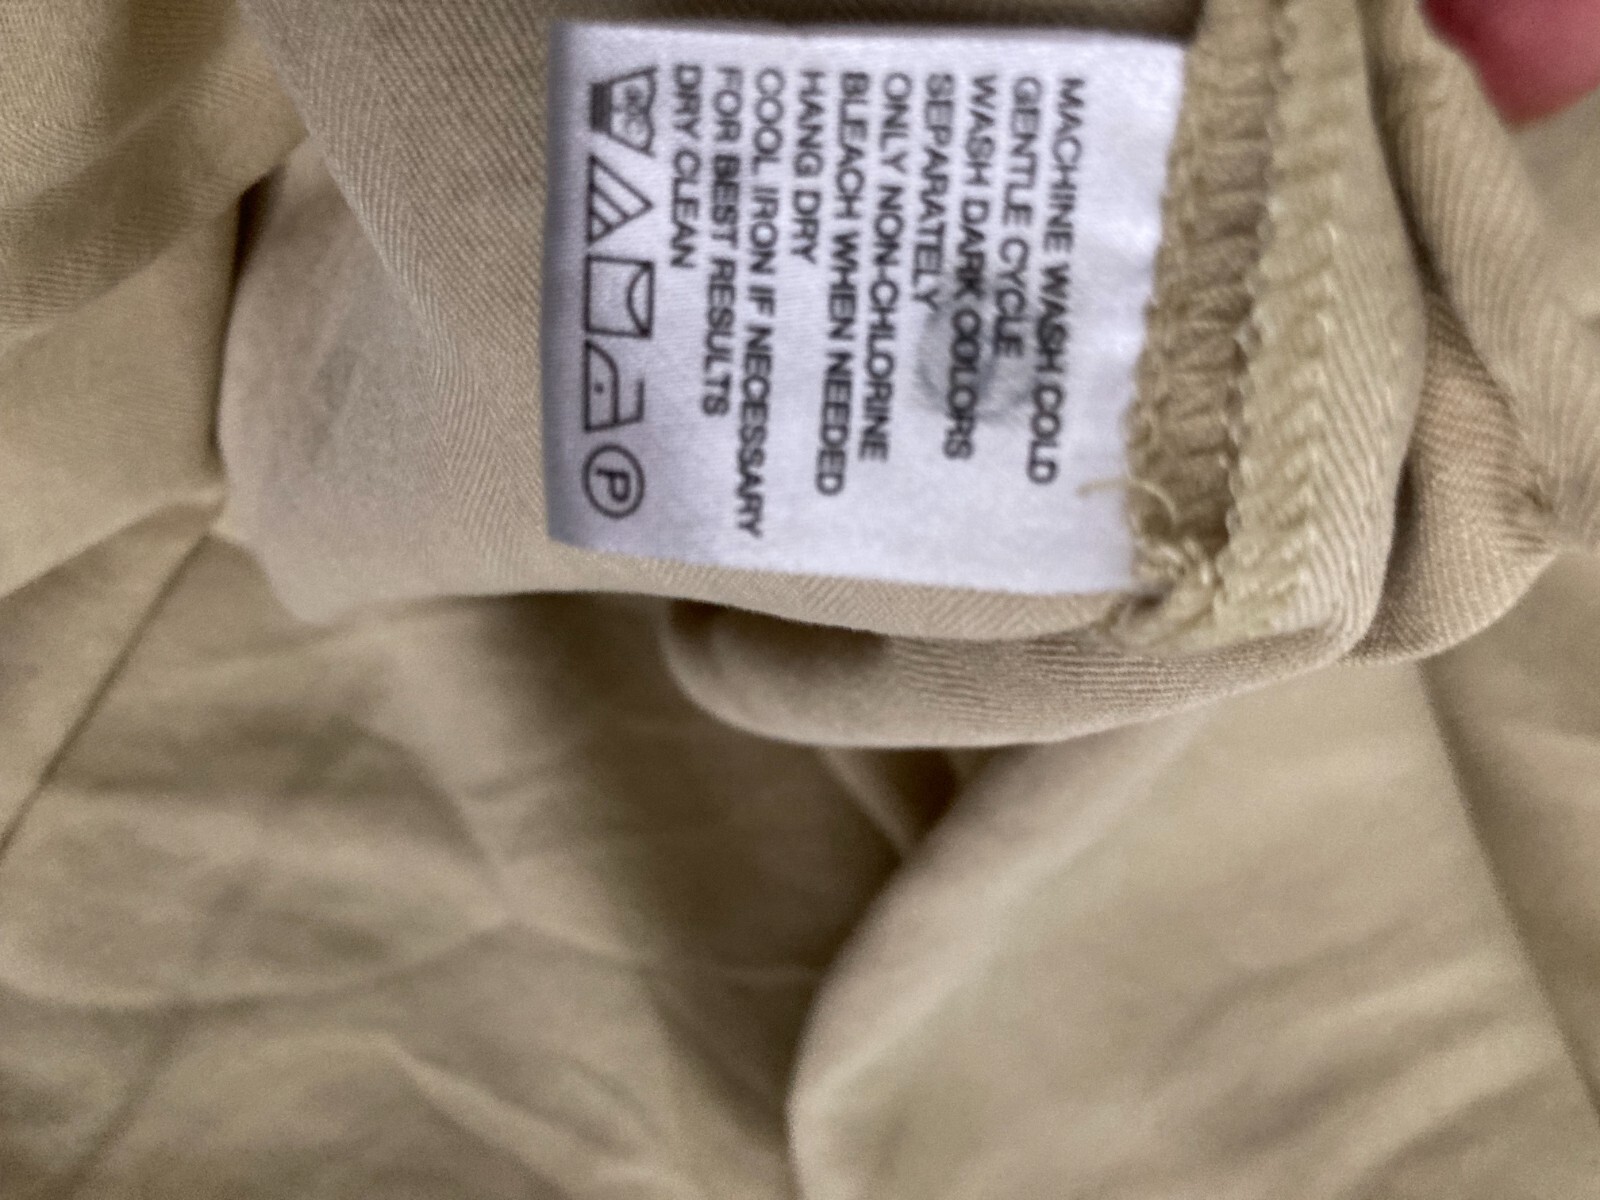 MACHINE WASH COLD
GENTLE CYCLE
WASH DARK COLORS
SEPARATELY
ONLY NON-CHLORINE
BLEACH WHEN NEEDED
HANG DRY
COOL IRON IF NECESSARY
FOR BEST RESULTS
DRY CLEAN
P